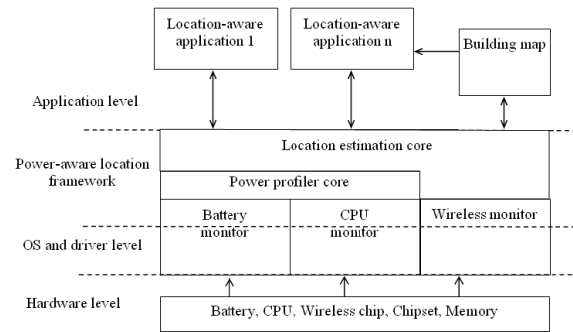 Location-aware
application 1
Location-aware
application n
Building map
Application level
Location estimation core
Power-aware location
framework
Power profiler core
Battery
monitor
CPU
monitor
Wireless monitor
OS and driver level
Hardware level
Battery, CPU, Wireless chip, Chipset, Memory